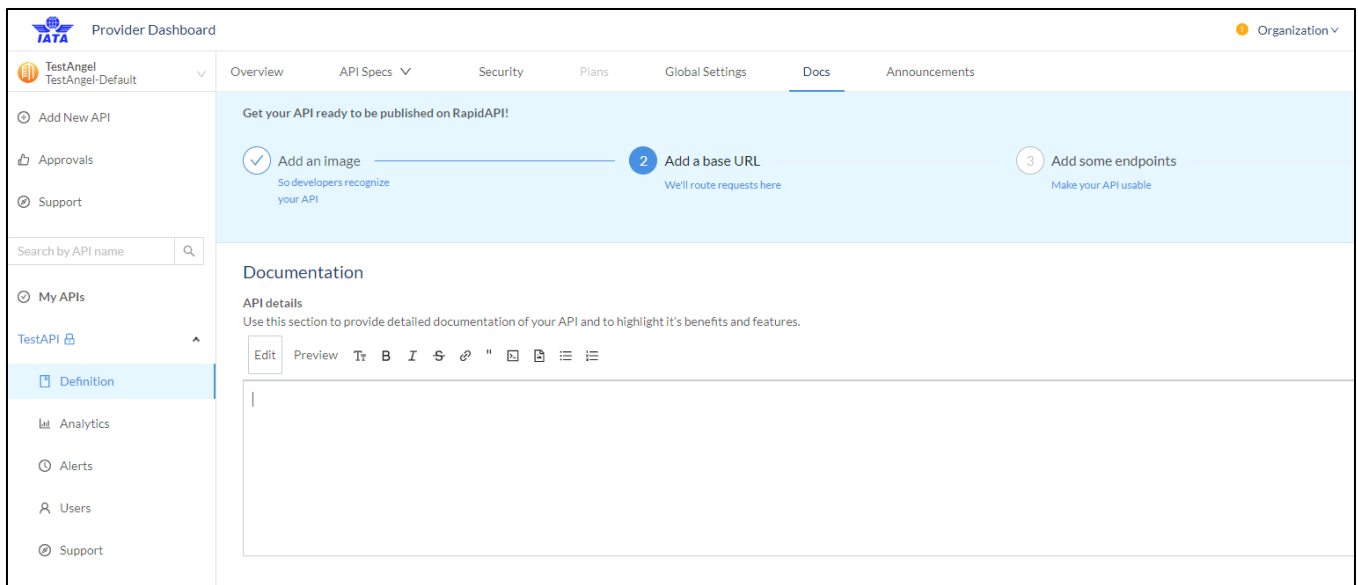 IATA
Provider Dashboard
Organization
TestAngel
TestAngel-Default
Overview
API Specs
Security
Plans
Global Settings
Docs
Announcements
Add New API
Approvals
Support
Search by API name
My APIs
TestAPI
Definition
Analytics
Alerts
Users
Support
Get your API ready to be published on RapidAPI!
Add an image
So developers recognize
your API
2
Add a base URL
We'll route requests here
3
Add some endpoints
Make your API usable
Documentation
API details
Use this section to provide detailed documentation of your API and to highlight it's benefits and features.
Edit Preview TT B I S "